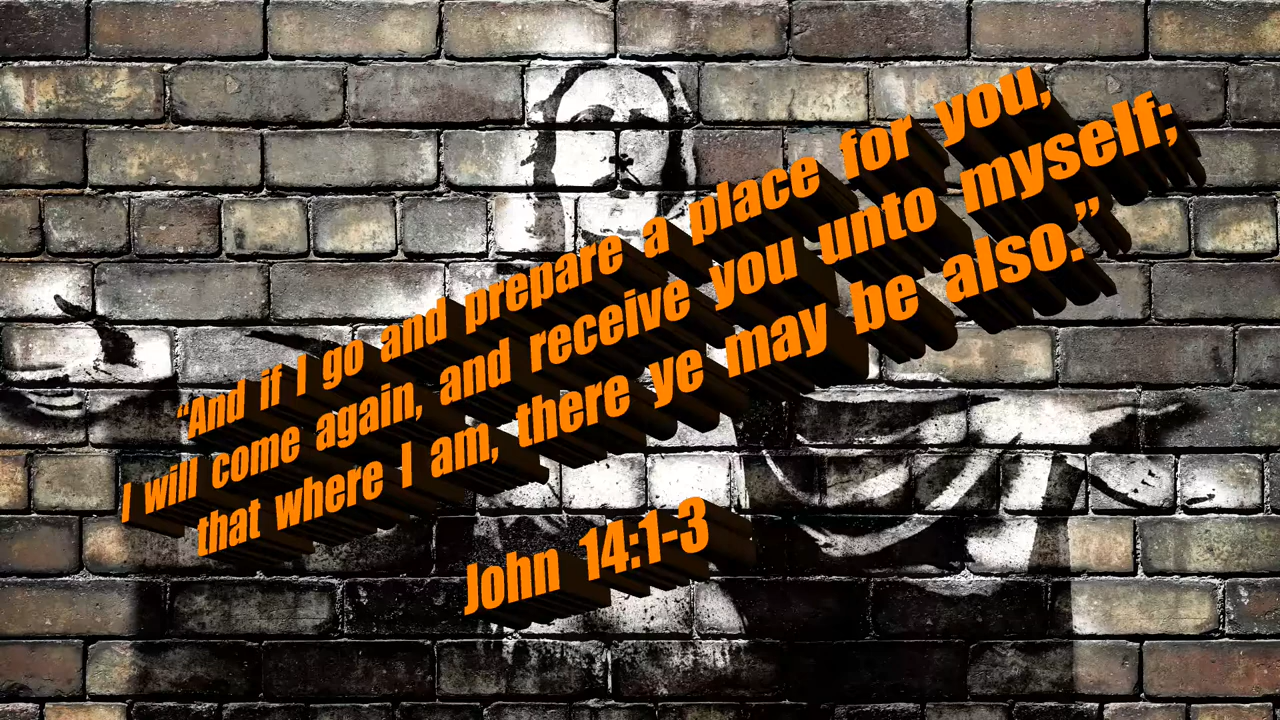 “And if I go and prepare a place for you,
I will come again, and receive you unto myself;
that where I am, there ye may be also.”
John 14:1-3